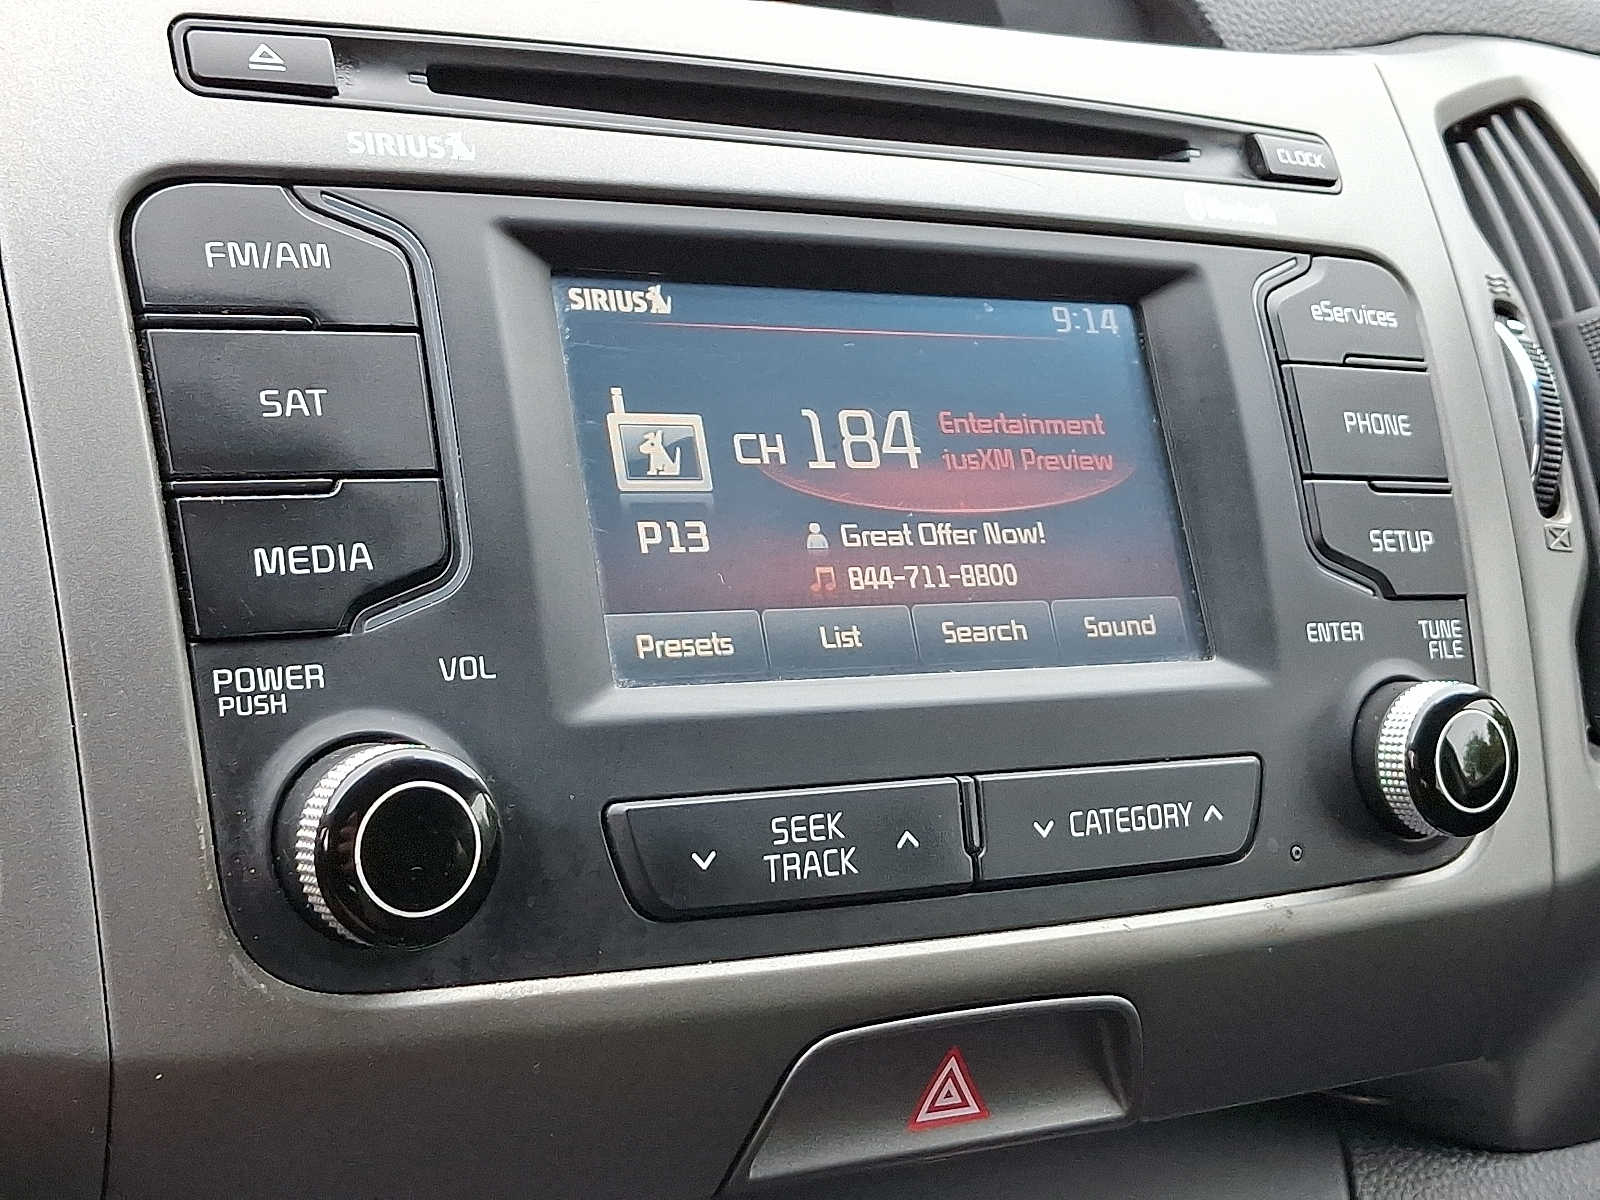 SIRIUS
CLOCK
FM/AM
SAT
MEDIA
POWER
PUSH
VOL
SIRIUS
9:14
CH 184
Entertainment
iusXM Preview
P13
Great Offer Now!
844-711-8800
Presets List Search Sound
eServices
PHONE
SETUP
ENTER
TUNE
FILE
SEEK
TRACK
CATEGORY